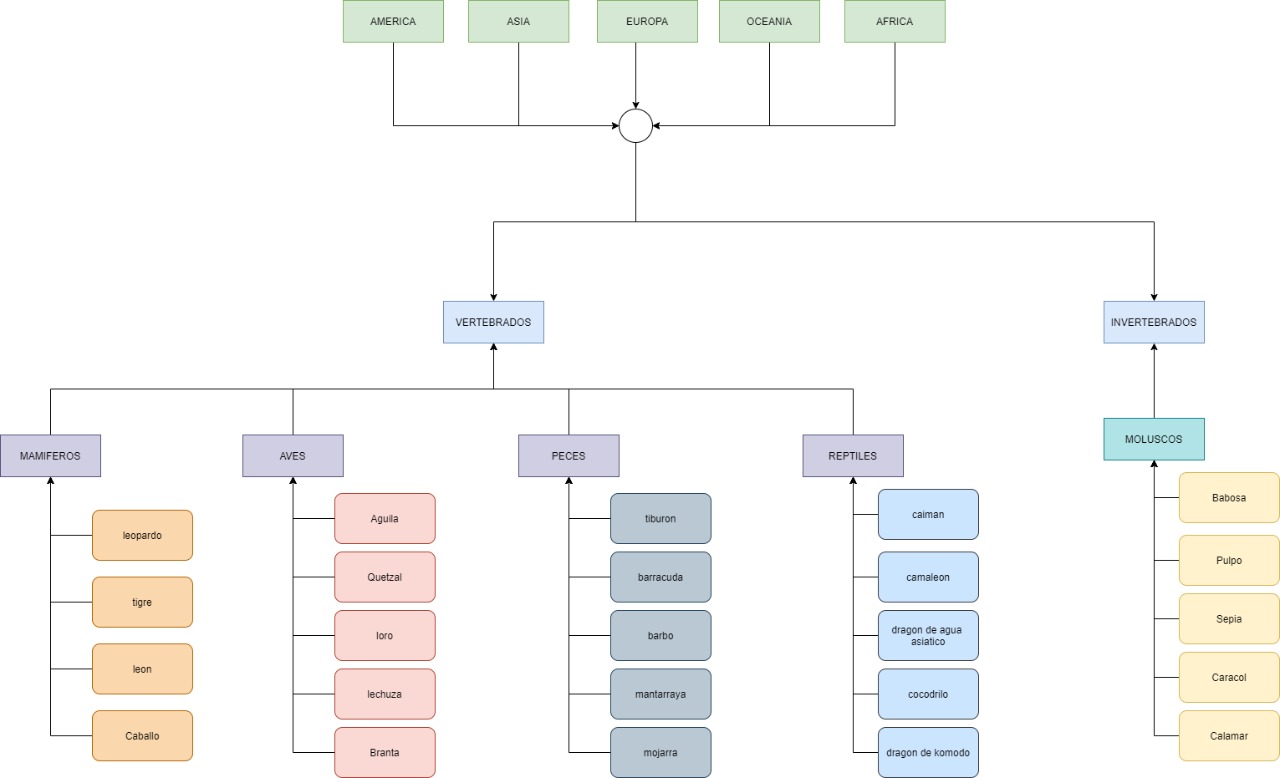 AMERICA
ASIA
EUROPA
OCEANIA
AFRICA
VERTEBRADOS
INVERTEBRADOS
MAMIFEROS
AVES
PECES
REPTILES
MOLUSCOS
leopardo
tigre
leon
Caballo
Aguila
Quetzal
loro
lechuza
Branta
tiburon
barracuda
barbo
mantarraya
mojarra
caiman
camaleon
dragon de agua
asiatico
cocodrilo
dragon de komodo
Babosa
Pulpo
Sepia
Caracol
Calamar